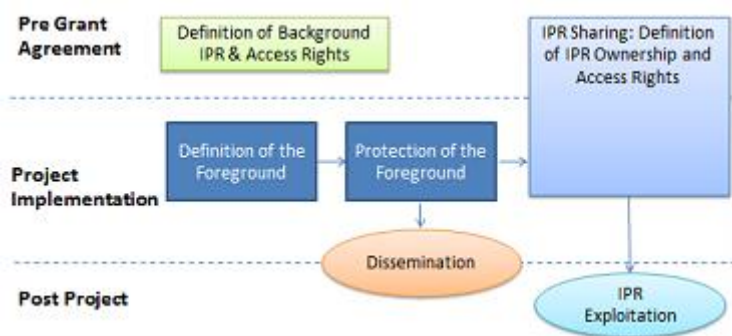 Pre Grant
Agreement
Definition of Background
IPR & Access Rights
IPR Sharing: Definition
of IPR Ownership and
Access Rights
Project
Implementation
Definition of the
Foreground
Protection of the
Foreground
Dissemination
Post Project
IPR
Exploitation